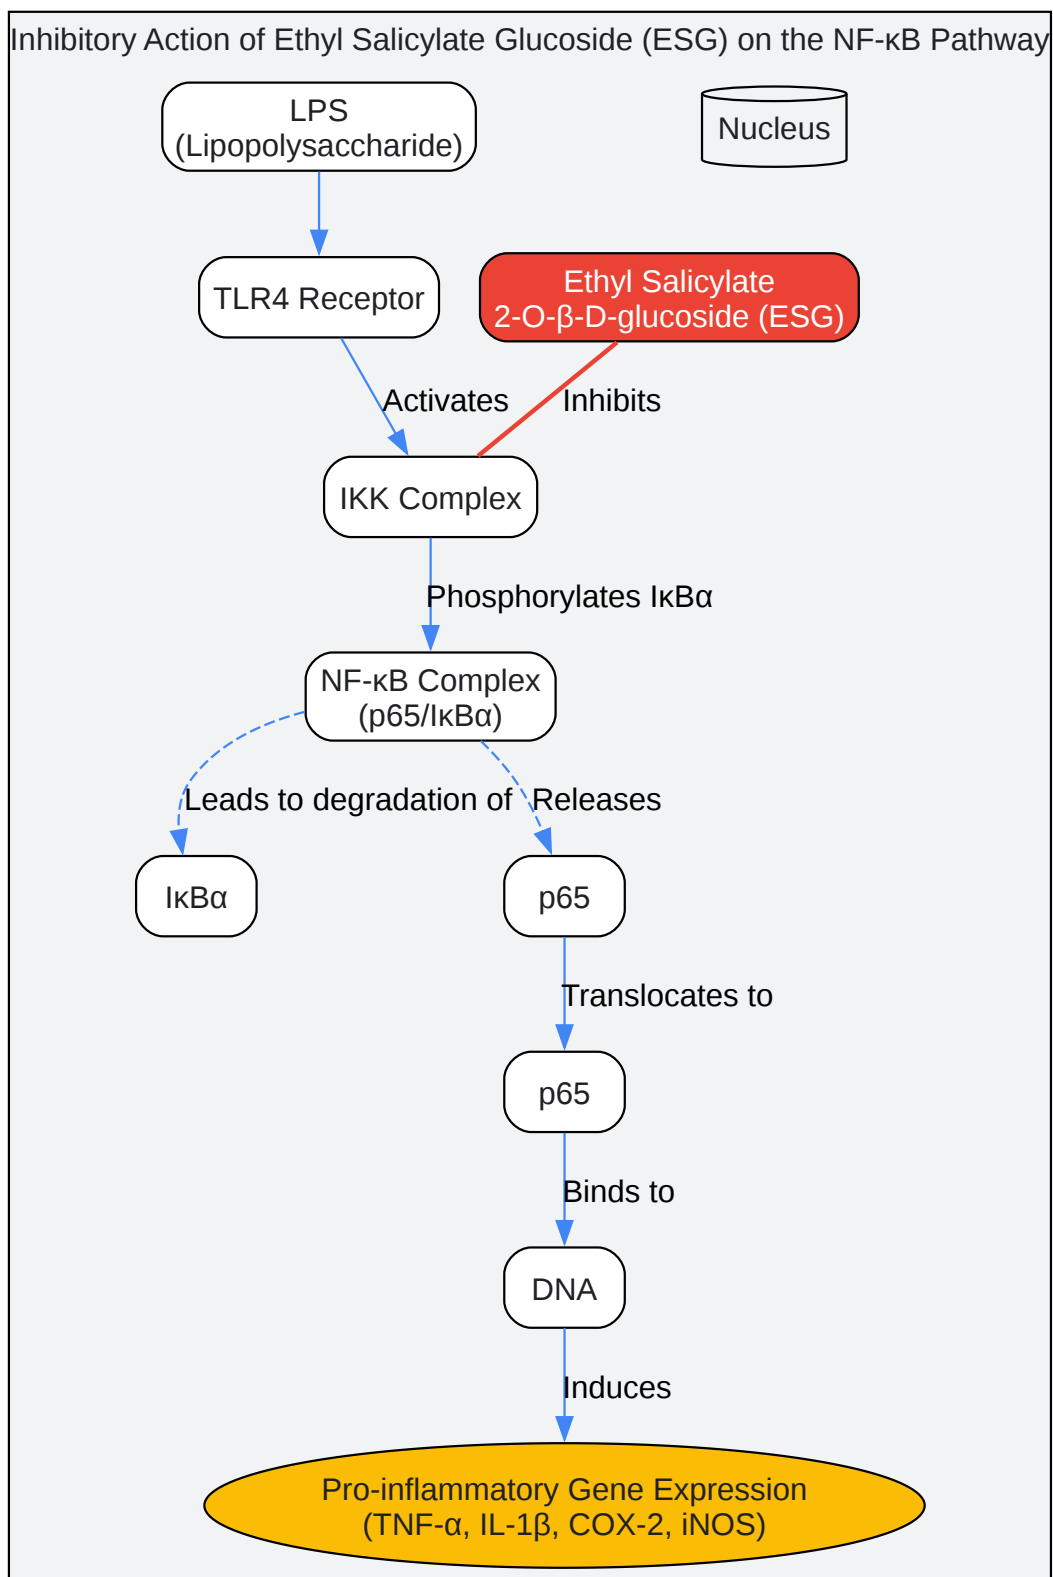 Inhibitory Action of Ethyl Salicylate Glucoside (ESG) on the NF-κB Pathway
LPS
(Lipopolysaccharide)
Nucleus
TLR4 Receptor
Ethyl Salicylate
2-O-β-D-glucoside (ESG)
Activates
Inhibits
IKK Complex
Phosphorylates IκBα
NF-κB Complex
(p65/IκBα)
Leads to degradation of
Releases
IκBα
p65
Translocates to
p65
Binds to
DNA
Induces
Pro-inflammatory Gene Expression
(TNF-α, IL-1β, COX-2, iNOS)